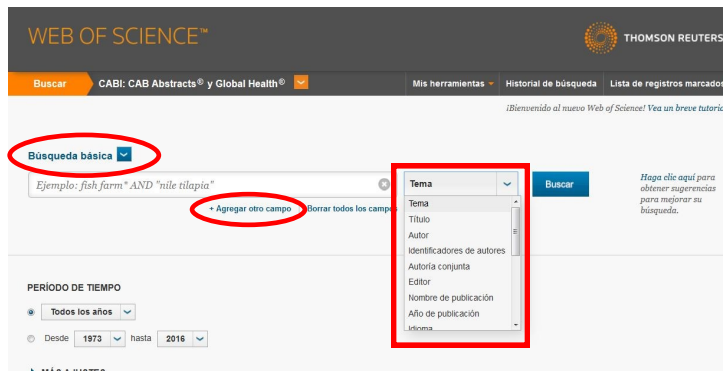 WEB OF SCIENCE™
THOMSON REUTERS
Buscar CABI: CAB Abstracts® y Global Health® Mis herramientas Historial de búsqueda Lista de registros marcados
¡Bienvenido al nuevo Web of Science! Vea un breve tutoria
Búsqueda básica
Ejemplo: fish farm* AND "nile tilapia"
Tema
Buscar
Haga clic aquí para
obtener sugerencias
para mejorar su
búsqueda.
+ Agregar otro campo Borrar todos los campos
Tema
Título
Autor
Identificadores de autores
Autoría conjunta
Editor
Nombre de publicación
Año de publicación
Idioma
PERÍODO DE TIEMPO
Todos los años
Desde 1973 hasta 2016
MÁS AJUSTES